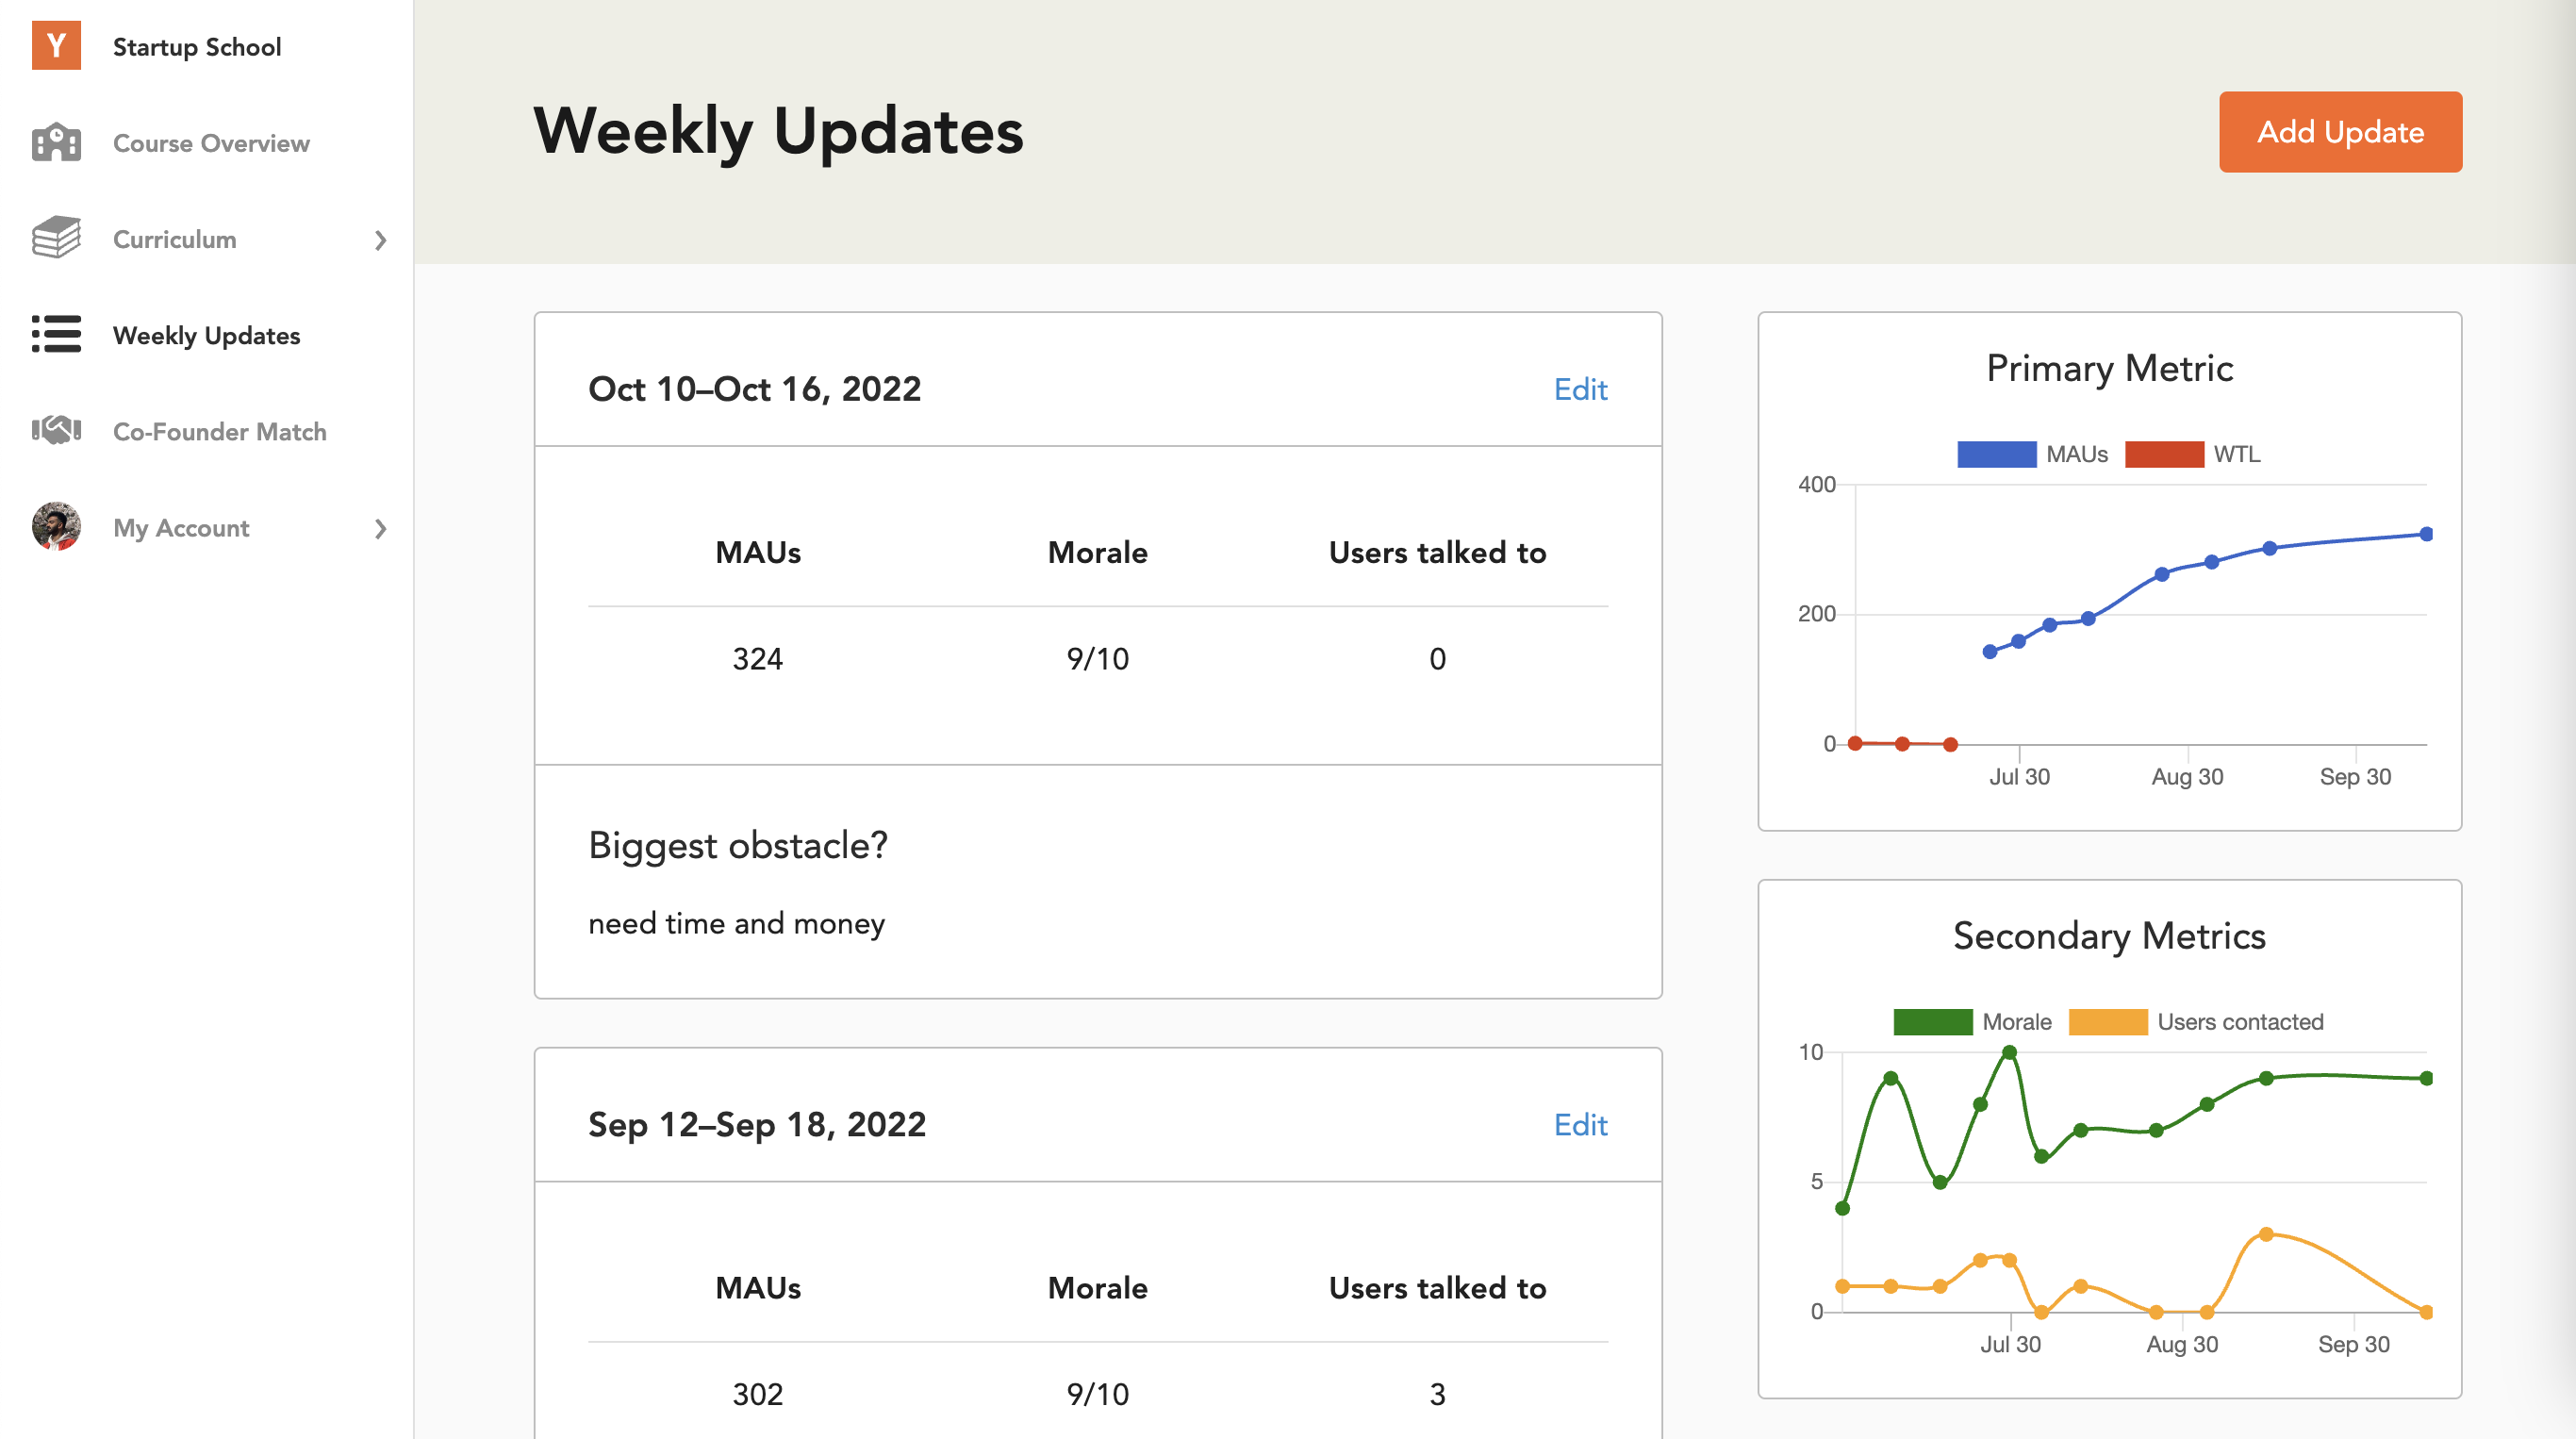 Y
Startup School
Course Overview
Curriculum
Weekly Updates
Co-Founder Match
My Account
Weekly Updates
Add Update
Oct 10–Oct 16, 2022
Edit
MAUs Morale Users talked to
324 9/10 0
Biggest obstacle?
need time and money
Sep 12–Sep 18, 2022
Edit
MAUs Morale Users talked to
302 9/10 3
Primary Metric
MAUs WTL
400
200
0
Jul 30 Aug 30 Sep 30
Secondary Metrics
Morale Users contacted
10
5
0
Jul 30 Aug 30 Sep 30